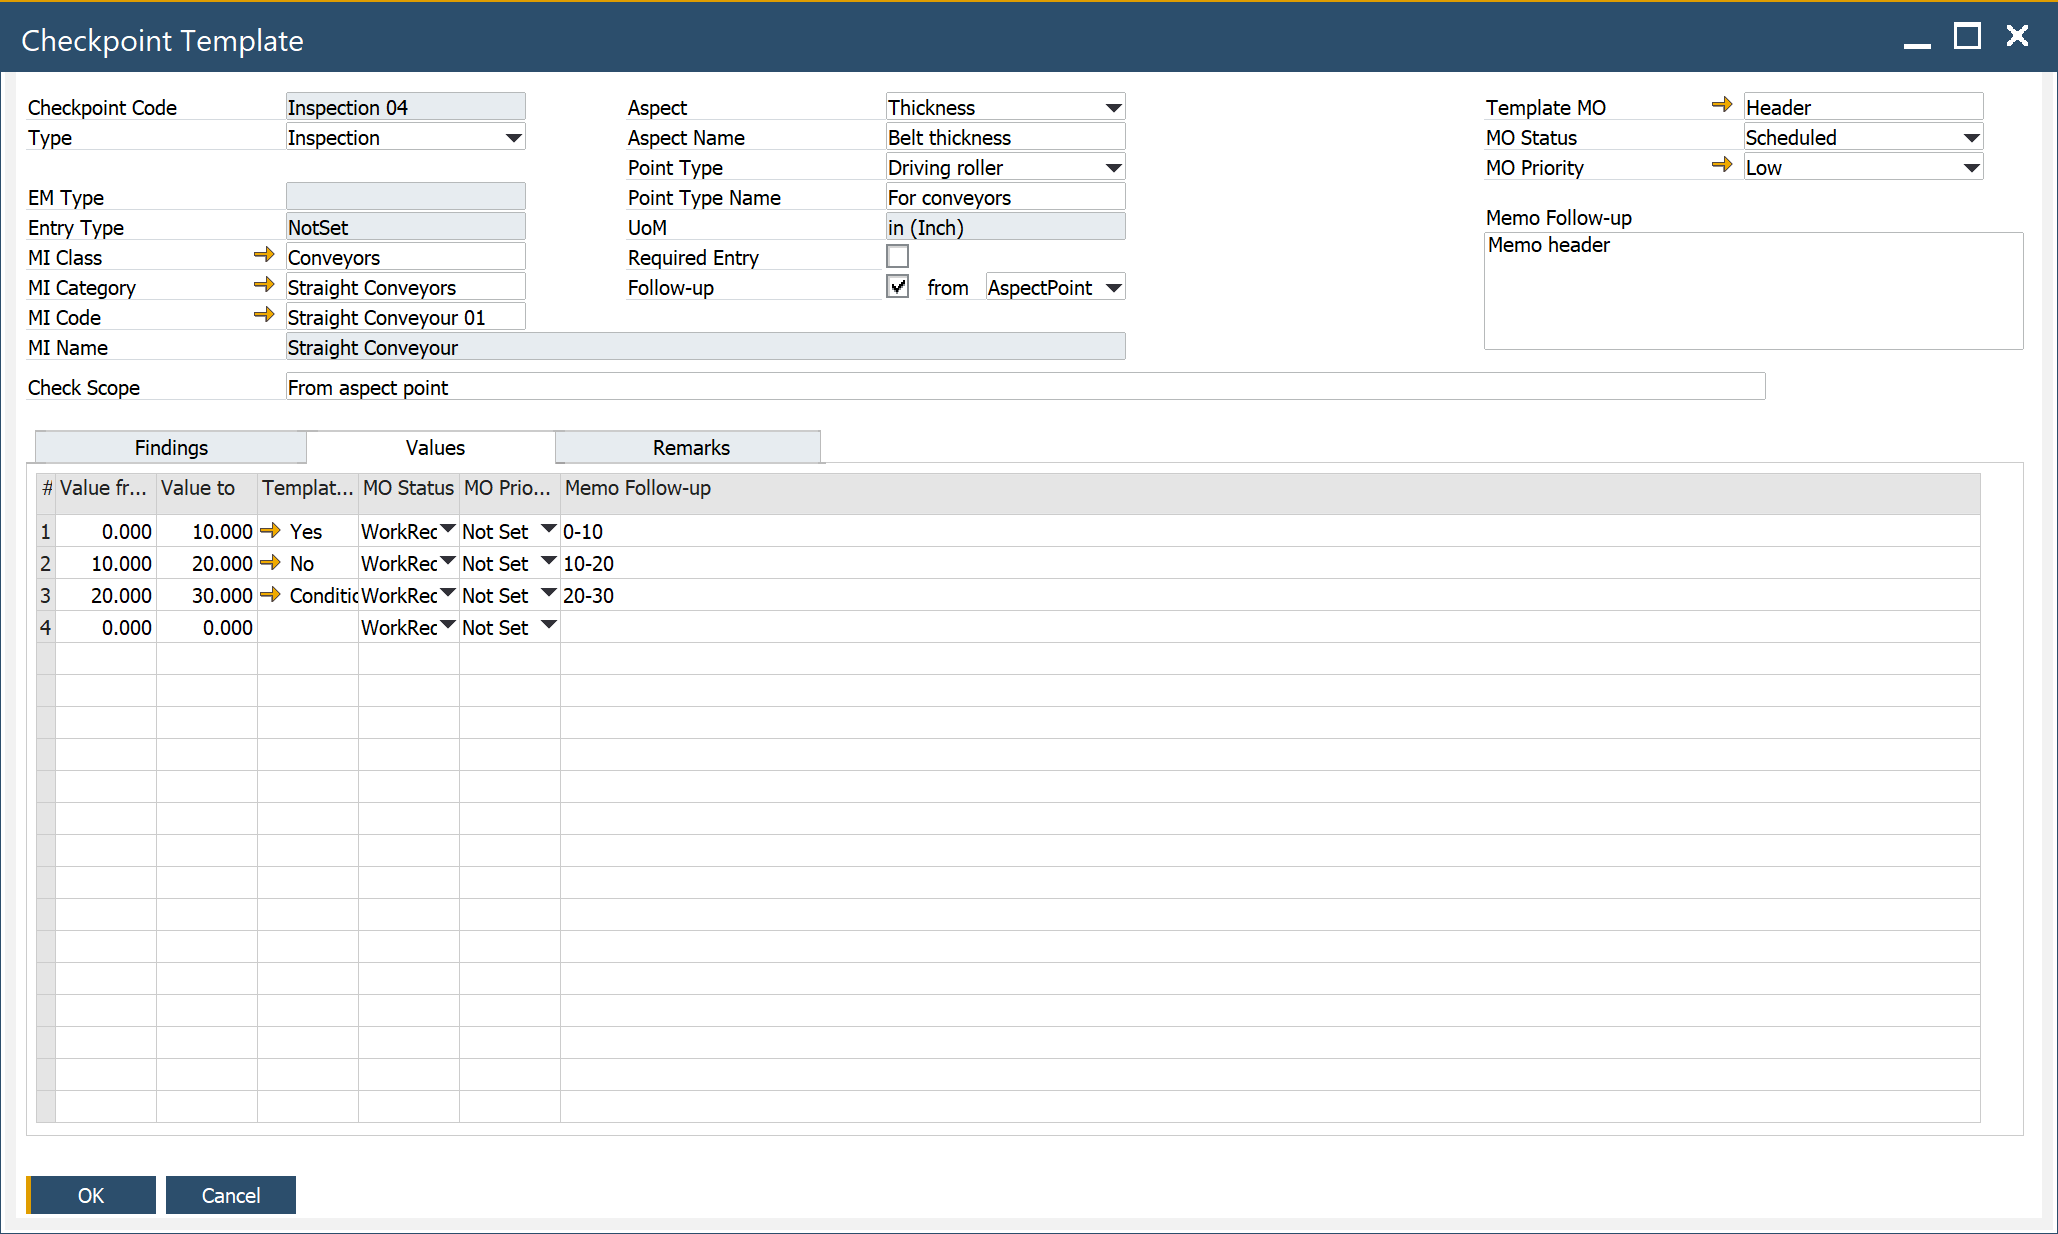 Checkpoint Template
Checkpoint Code Inspection 04
Type Inspection
EM Type
Entry Type NotSet
MI Class Conveyors
MI Category Straight Conveyors
MI Code Straight Conveyour 01
MI Name Straight Conveyour
Check Scope From aspect point
Aspect Thickness
Aspect Name Belt thickness
Point Type Driving roller
Point Type Name For conveyors
UoM in (Inch)
Required Entry
Follow-up from AspectPoint
Template MO Header
MO Status Scheduled
MO Priority Low
Memo Follow-up
Memo header
Findings Values Remarks
# Value fr... Value to Templat... MO Status MO Prio... Memo Follow-up
1 0.000 10.000 Yes WorkRec Not Set 0-10
2 10.000 20.000 No WorkRec Not Set 10-20
3 20.000 30.000 Conditic WorkRec Not Set 20-30
4 0.000 0.000 WorkRec Not Set
OK Cancel